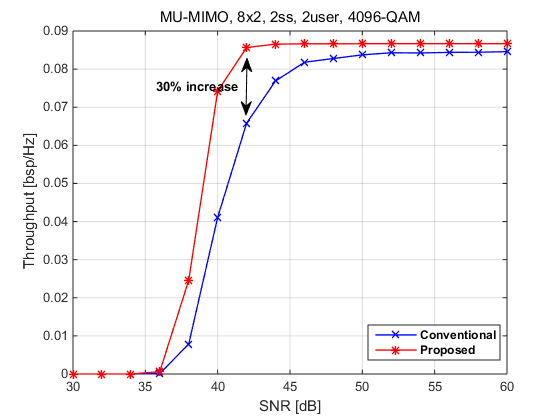 MU-MIMO, 8x2, 2ss, 2user, 4096-QAM
Throughput [bsp/Hz]
0.09
0.08
0.07
0.06
0.05
0.04
0.03
0.02
0.01
0
30% increase
Conventional
Proposed
30 35 40 45 50 55 60
SNR [dB]